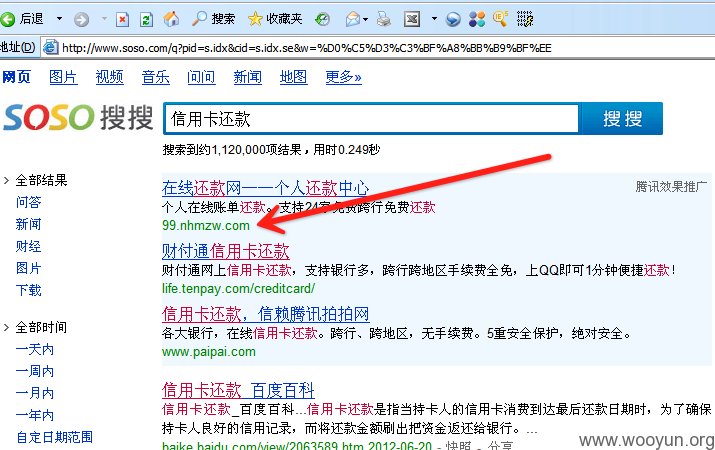 后退 搜索 收藏夹
地址(D) http://www.soso.com/q?pid=s.idx&cid=s.idx.se&w=%D0%C5%D3%C3%BF%A8%BB%B9%BF%EE
网页 图片 视频 音乐 问问 新闻 地图 更多»
SOSO 搜搜 信用卡还款 搜 搜
搜索到约1,120,000项结果，用时0.249秒
全部结果
问答
新闻
财经
图片
下载
全部时间
一天内
一周内
一月内
一年内
自定日期范围
腾讯效果推广
在线还款网——个人还款中心
个人在线账单还款。支持24家免费跨行免费还款
99.nhmzw.com
财付通信用卡还款
财付通网上信用卡还款，支持银行多，跨行跨地区手续费全免，上QQ即可1分钟便捷还款！
life.tenpay.com/creditcard/
信用卡还款，信赖腾讯拍拍网
各大银行，在线信用卡还款。跨行、跨地区，无手续费。5重安全保护，绝对安全。
www.paipai.com
信用卡还款_百度百科
信用卡还款_百度百科...信用卡还款是指当持卡人的信用卡消费到达最后还款日期时，为了确保
持卡人良好的信用记录，而将还款金额刷出把资金返还给银行。
baike.baidu.com/view/2063589.htm 2012-06-20 - 快照 - 分享
www.wooyun.org